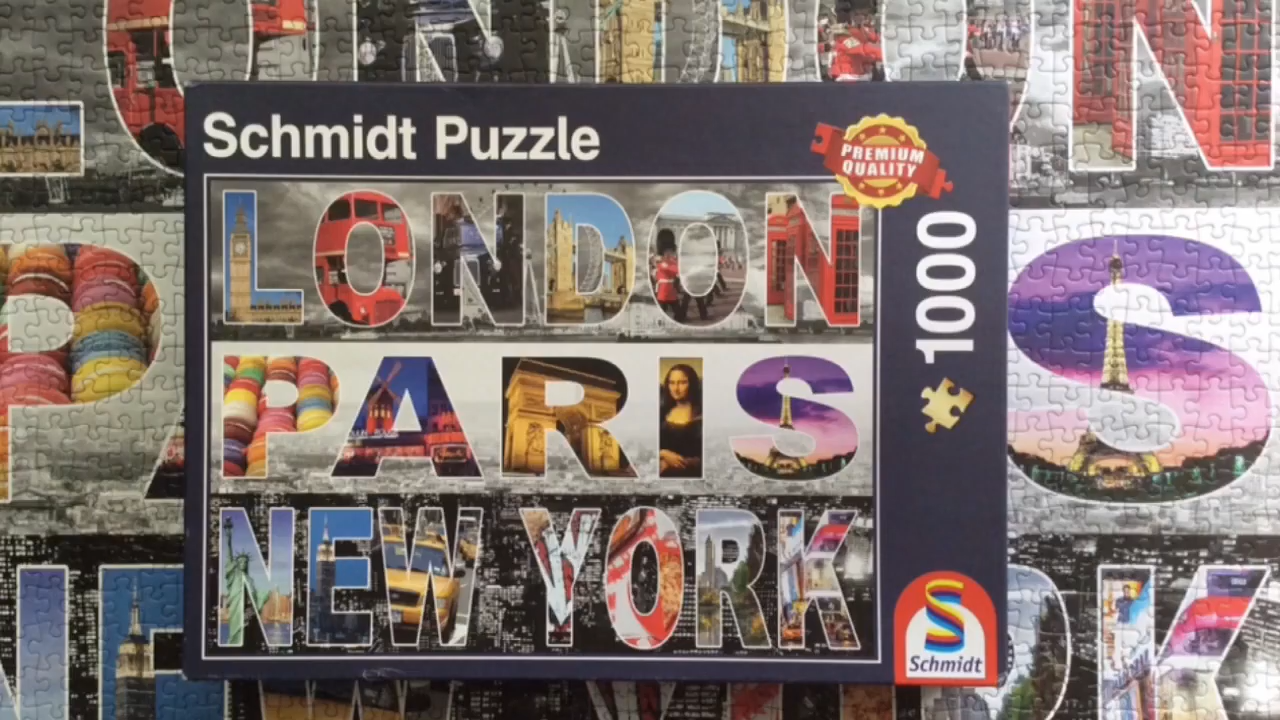 Schmidt Puzzle
PREMIUM
QUALITY
1000
LONDON
PARIS
NEW YORK
Schmidt